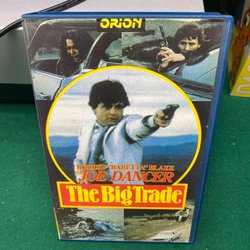 ORION
ROBERT "BARETTA" BLAKE
JOE DANCER
The Big Trade